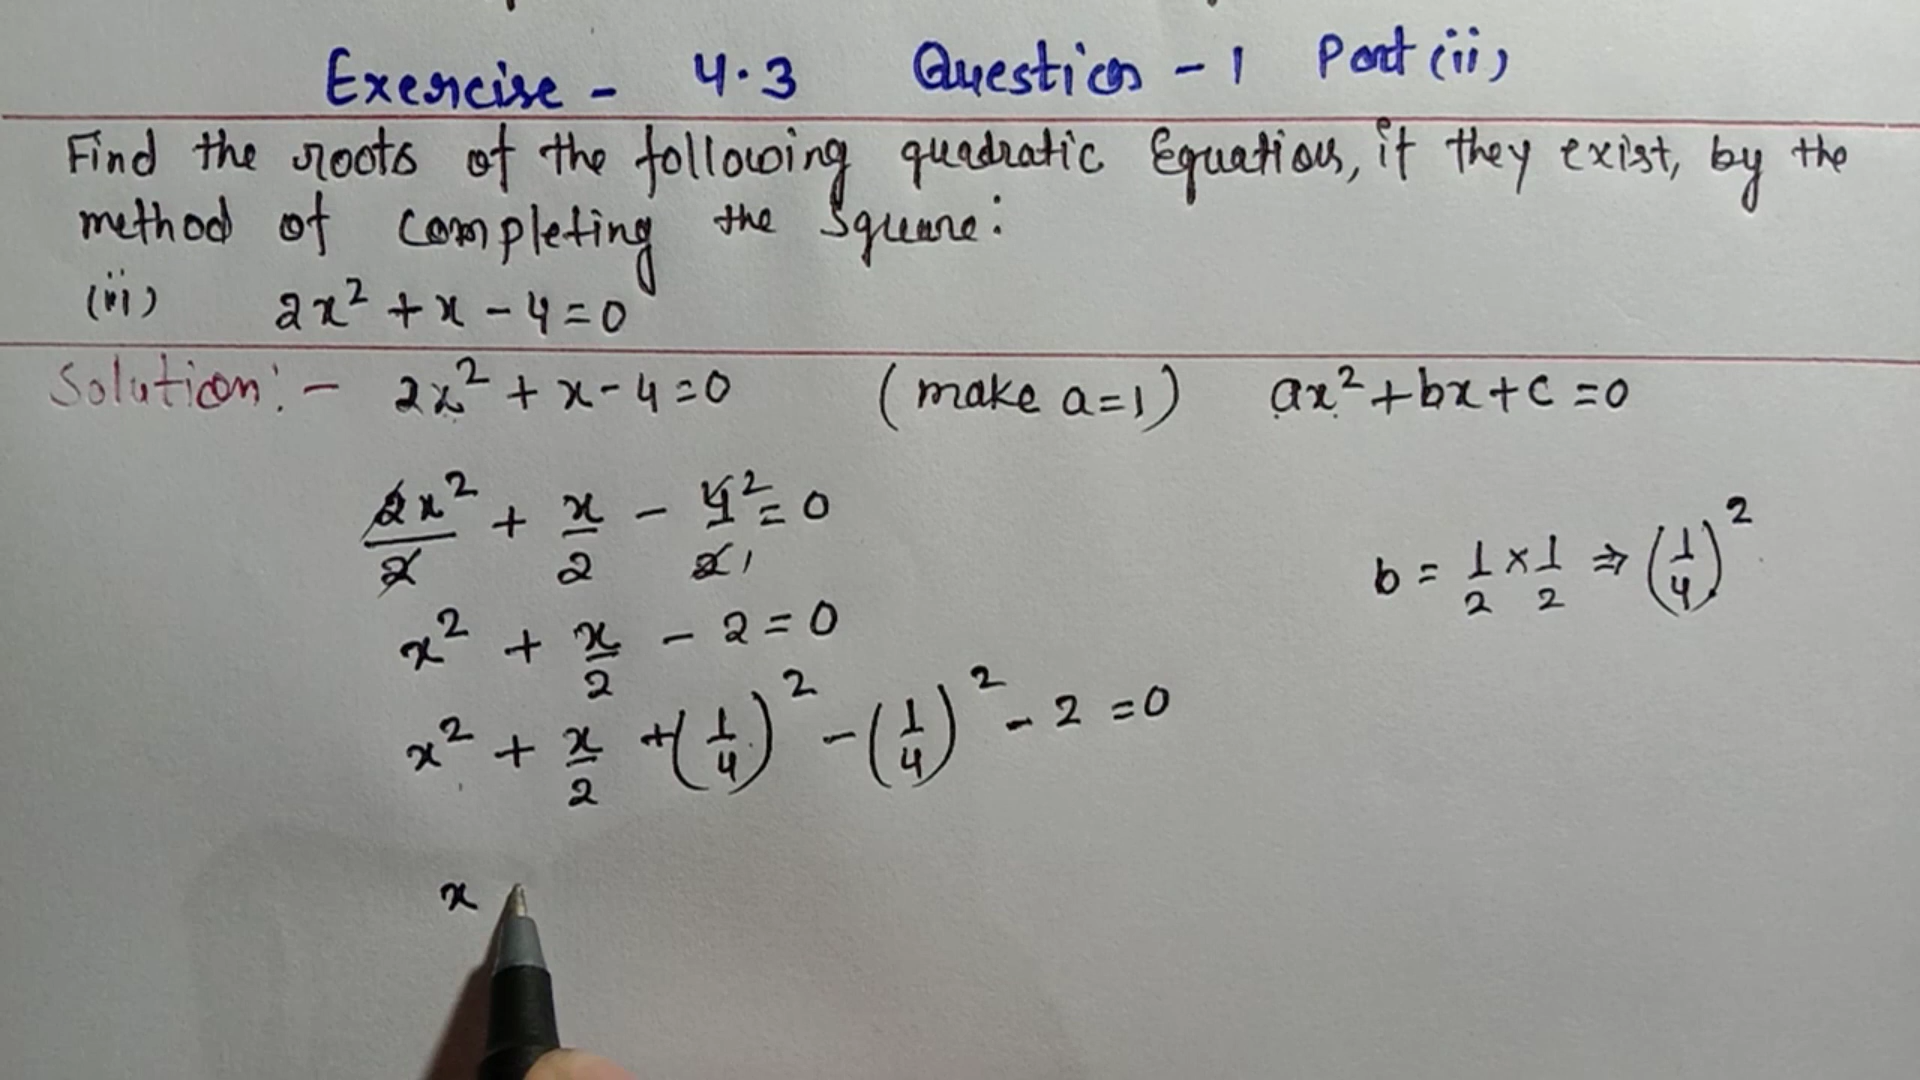 Exercise - 4.3 Question - 1 Part (ii)
Find the roots of the following quadratic Equations, if they exist, by the
method of completing the Square:
(ii) 2x² + x - 4 = 0
Solution:- 2x² + x - 4 = 0 (make a=1) ax² + bx + c = 0
2x²/2 + x/2 - 4²/2₁ = 0
b = 1/2 × 1/2 ⇒ (1/4)²
x² + x/2 - 2 = 0
x² + x/2 + (1/4)² - (1/4)² - 2 = 0
x